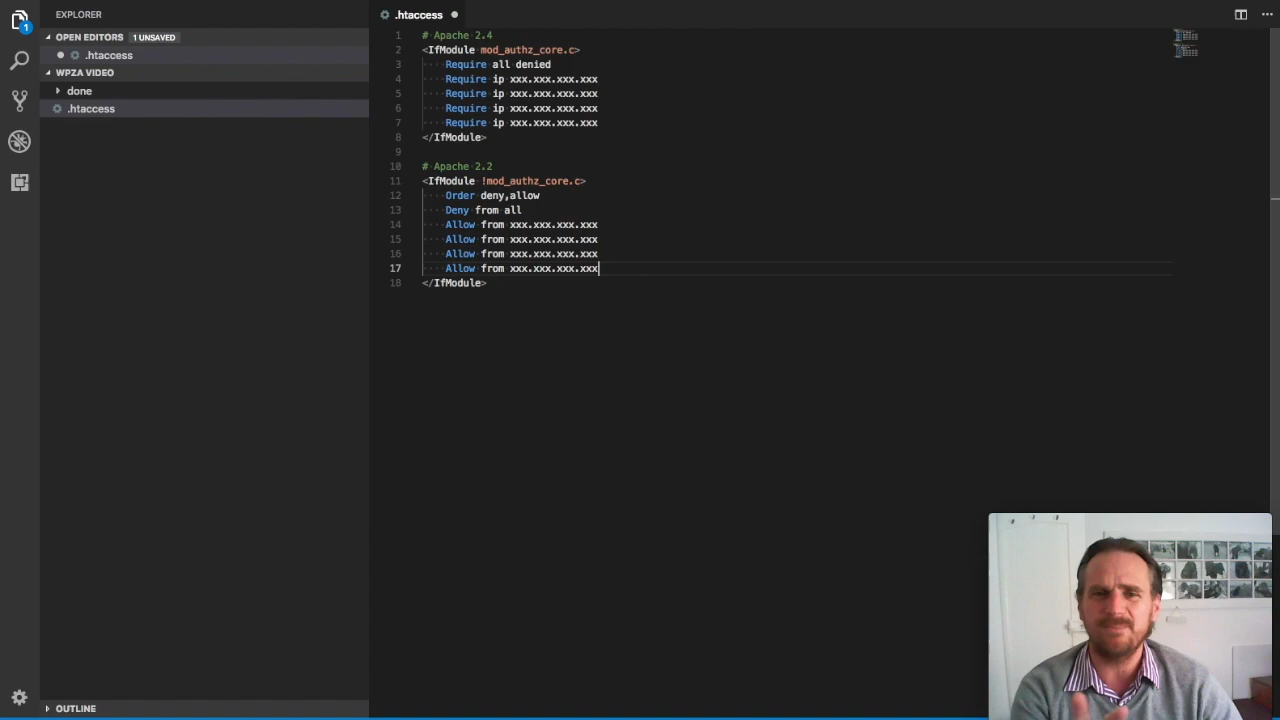 EXPLORER
OPEN EDITORS 1 UNSAVED
.htaccess
WPZA VIDEO
done
.htaccess
OUTLINE
1
.htaccess
1 # Apache 2.4
2 <IfModule mod_authz_core.c>
3 Require all denied
4 Require ip xxx.xxx.xxx.xxx
5 Require ip xxx.xxx.xxx.xxx
6 Require ip xxx.xxx.xxx.xxx
7 Require ip xxx.xxx.xxx.xxx
8 </IfModule>
9
10 # Apache 2.2
11 <IfModule !mod_authz_core.c>
12 Order deny,allow
13 Deny from all
14 Allow from xxx.xxx.xxx.xxx
15 Allow from xxx.xxx.xxx.xxx
16 Allow from xxx.xxx.xxx.xxx
17 Allow from xxx.xxx.xxx.xxx
18 </IfModule>